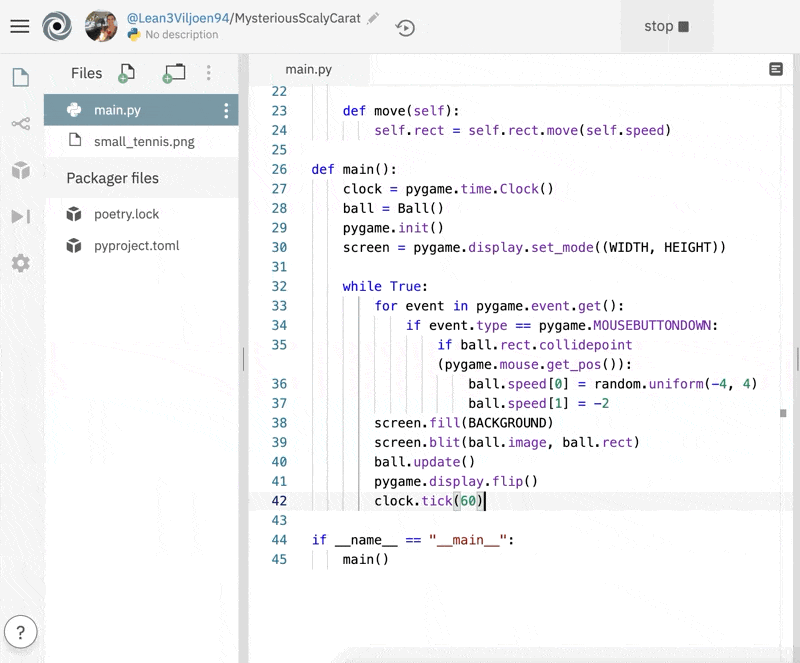 @Lean3Viljoen94/MysteriousScalyCarat
No description
stop
Files
main.py
small_tennis.png
Packager files
poetry.lock
pyproject.toml
main.py
22
23 def move(self):
24 self.rect = self.rect.move(self.speed)
25
26 def main():
27 clock = pygame.time.Clock()
28 ball = Ball()
29 pygame.init()
30 screen = pygame.display.set_mode((WIDTH, HEIGHT))
31
32 while True:
33 for event in pygame.event.get():
34 if event.type == pygame.MOUSEBUTTONDOWN:
35 if ball.rect.collidepoint
(pygame.mouse.get_pos()):
36 ball.speed[0] = random.uniform(-4, 4)
37 ball.speed[1] = -2
38 screen.fill(BACKGROUND)
39 screen.blit(ball.image, ball.rect)
40 ball.update()
41 pygame.display.flip()
42 clock.tick(60)
43
44 if __name__ == "__main__":
45 main()
?